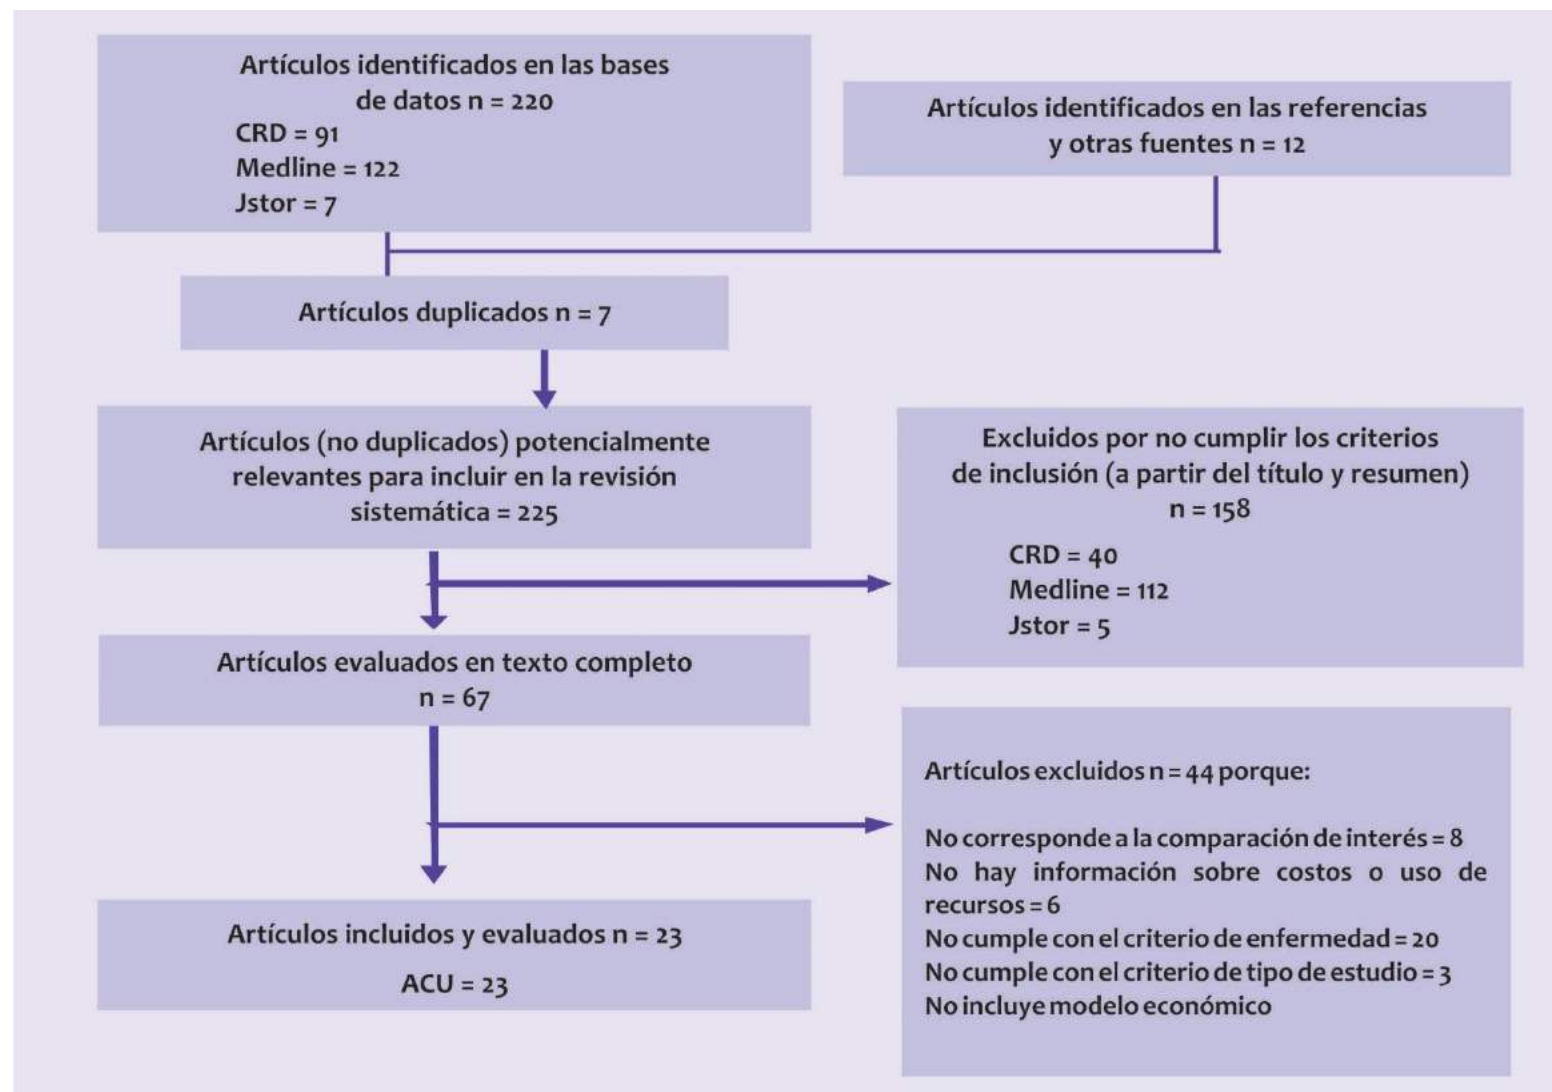 Artículos identificados en las bases
de datos n = 220
CRD = 91
Medline = 122
Jstor = 7
Artículos identificados en las referencias
y otras fuentes n = 12
Artículos duplicados n = 7
Artículos (no duplicados) potencialmente
relevantes para incluir en la revisión
sistemática = 225
Excluidos por no cumplir los criterios
de inclusión (a partir del título y resumen)
n = 158
CRD = 40
Medline = 112
Jstor = 5
Artículos evaluados en texto completo
n = 67
Artículos excluidos n = 44 porque:
No corresponde a la comparación de interés = 8
No hay información sobre costos o uso de
recursos = 6
No cumple con el criterio de enfermedad = 20
No cumple con el criterio de tipo de estudio = 3
No incluye modelo económico
Artículos incluidos y evaluados n = 23
ACU = 23